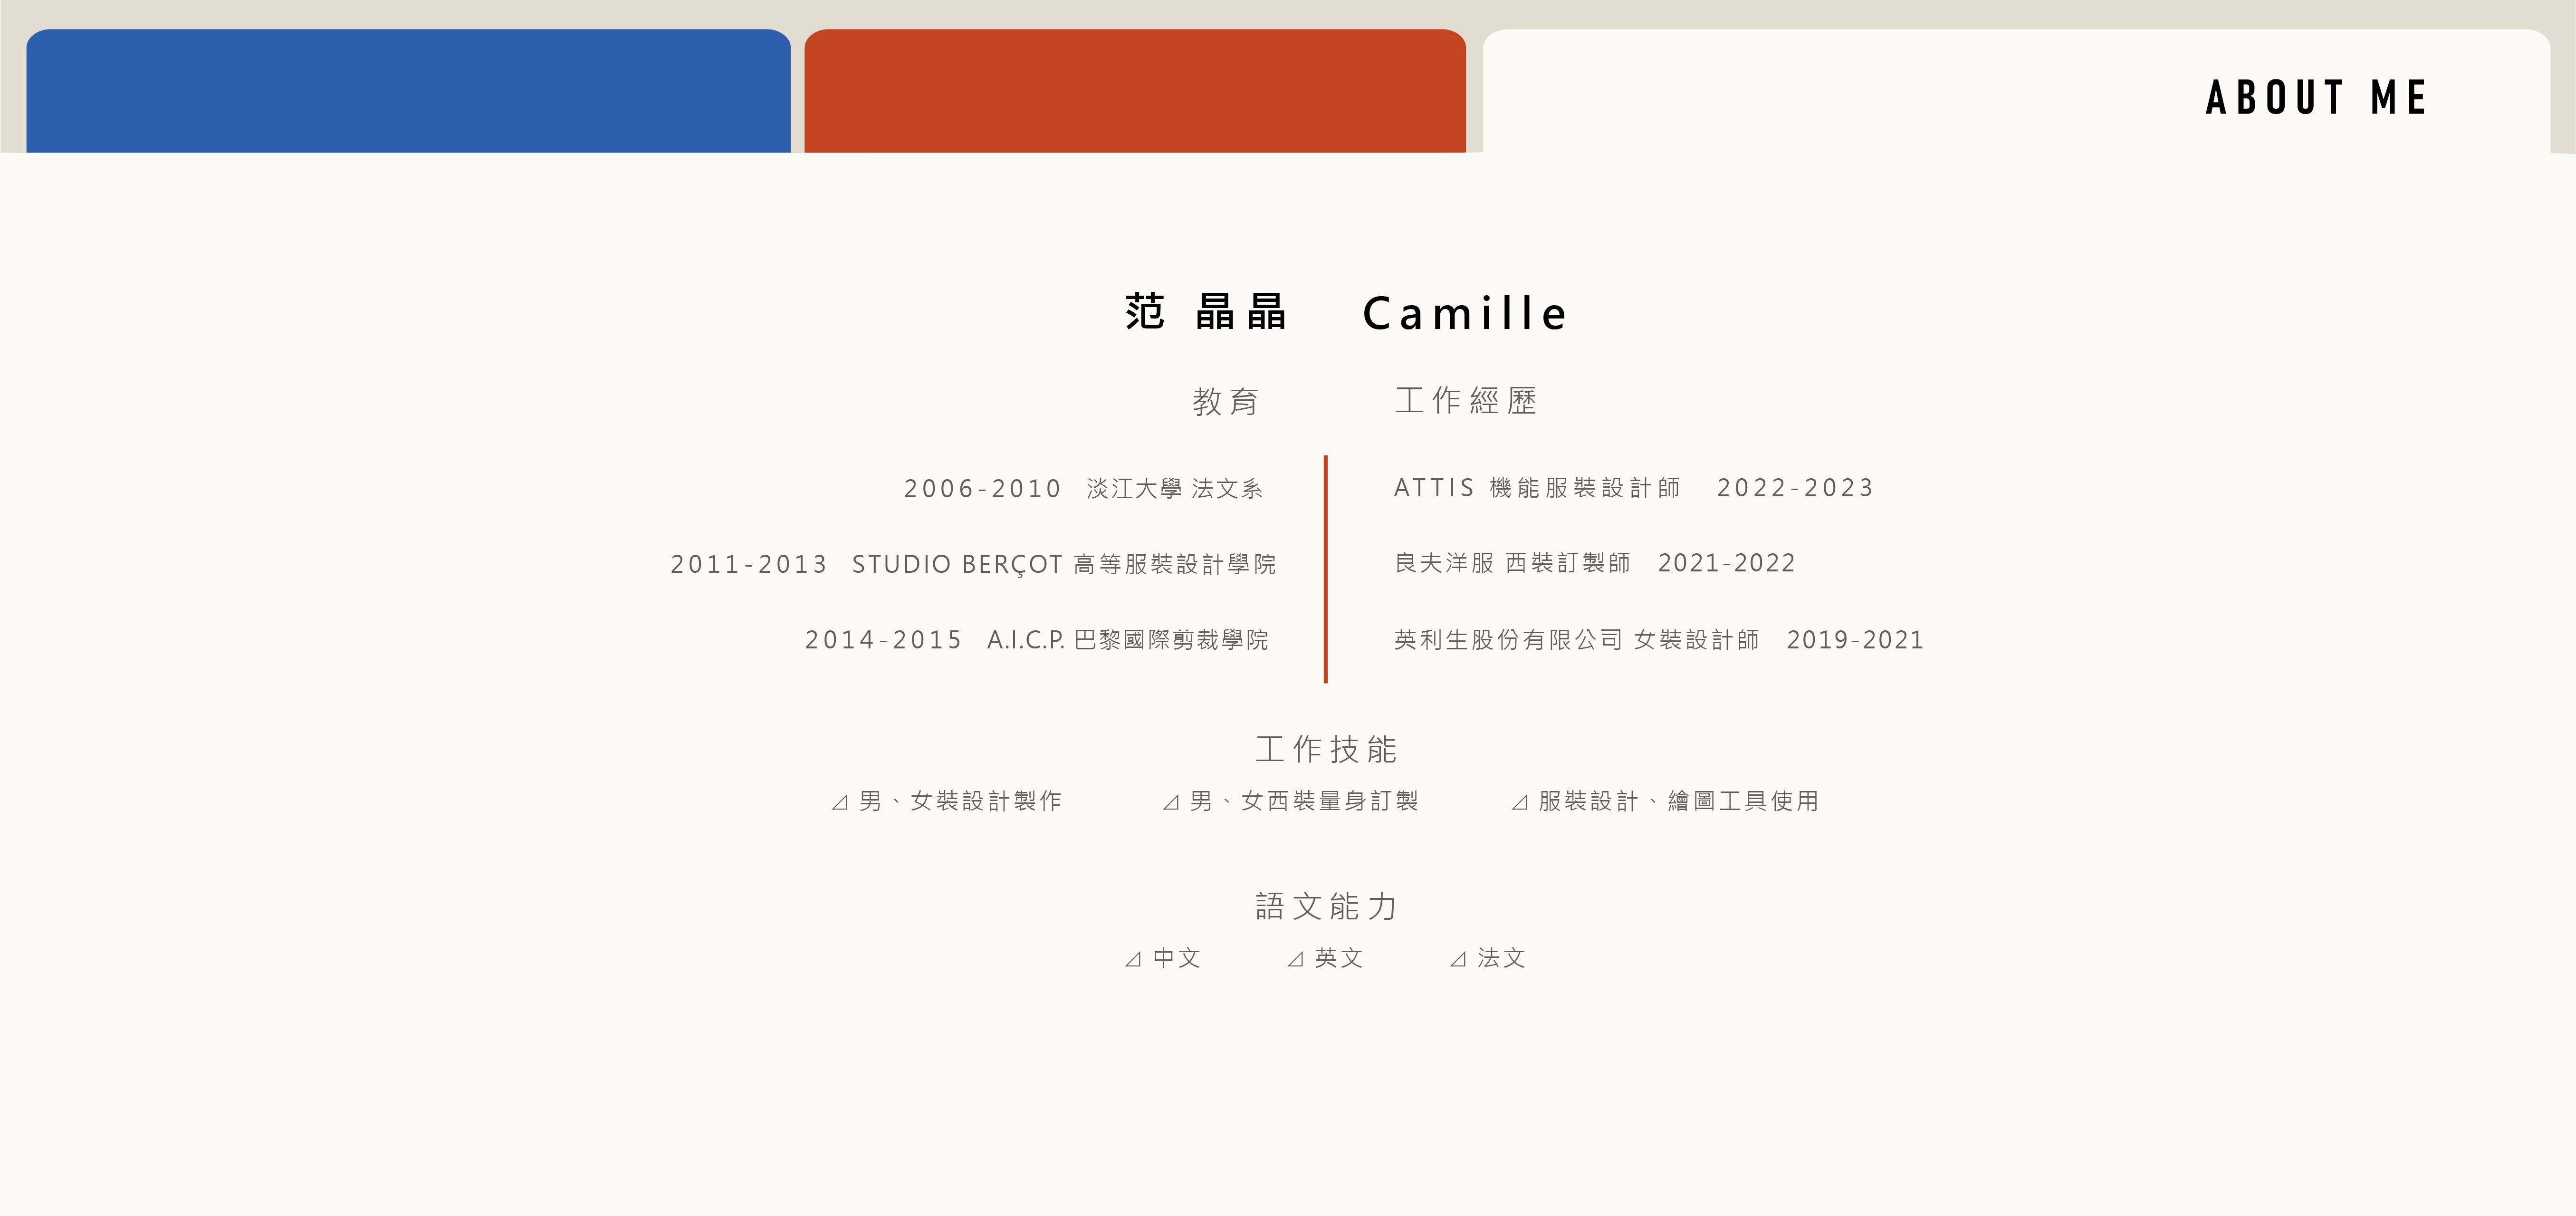 ABOUT ME
范 晶晶 Camille
教育
2006-2010 淡江大學 法文系
2011-2013 STUDIO BERÇOT 高等服裝設計學院
2014-2015 A.I.C.P. 巴黎國際剪裁學院
工作經歷
ATTIS 機能服裝設計師 2022-2023
良夫洋服 西裝訂製師 2021-2022
英利生股份有限公司 女裝設計師 2019-2021
工作技能
⊿ 男、女裝設計製作 ⊿ 男、女西裝量身訂製 ⊿ 服裝設計、繪圖工具使用
語文能力
⊿ 中文 ⊿ 英文 ⊿ 法文